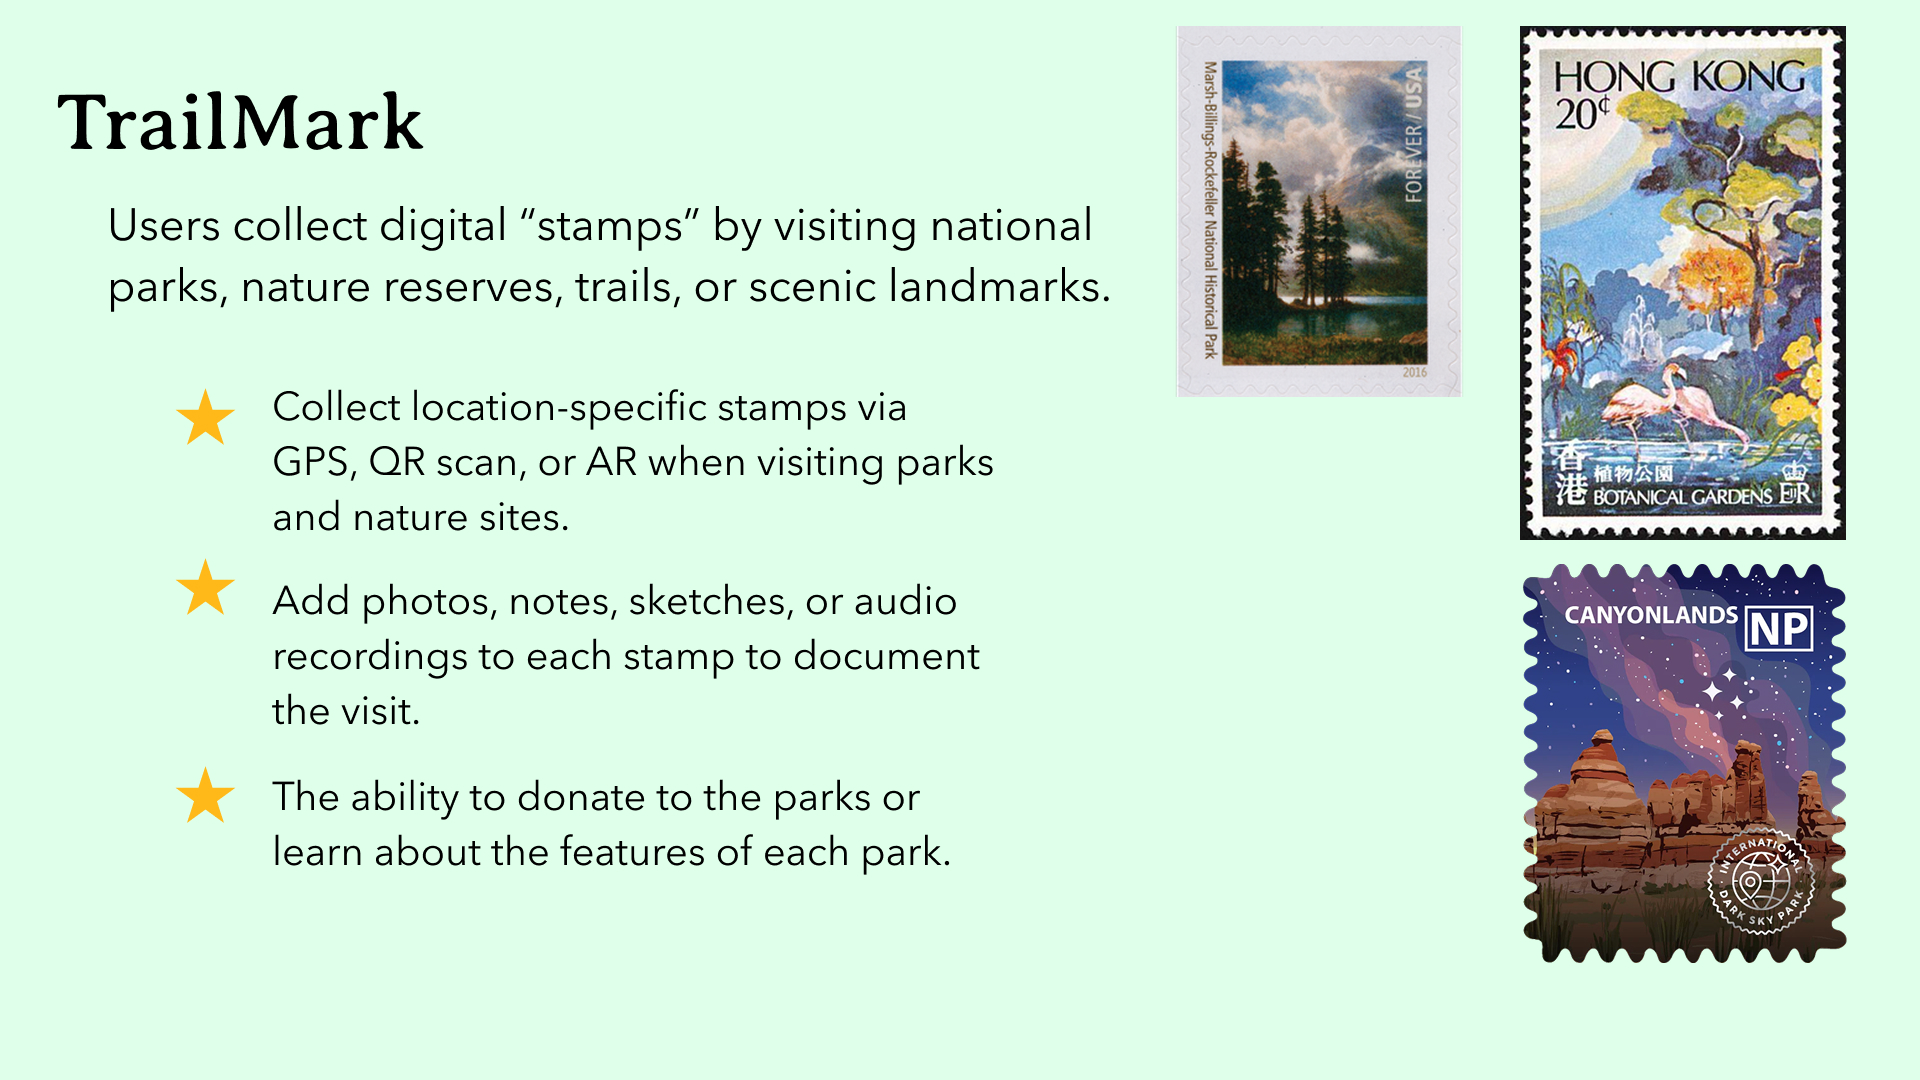 TrailMark
Users collect digital “stamps” by visiting national
parks, nature reserves, trails, or scenic landmarks.
Collect location-specific stamps via
GPS, QR scan, or AR when visiting parks
and nature sites.
Add photos, notes, sketches, or audio
recordings to each stamp to document
the visit.
The ability to donate to the parks or
learn about the features of each park.
Marsh-Billings-Rockefeller National Historical Park
FOREVER / USA
2016
HONG KONG
20¢
香港
植物公園
BOTANICAL GARDENS EIIR
CANYONLANDS NP
INTERNATIONAL
DARK SKY PARK